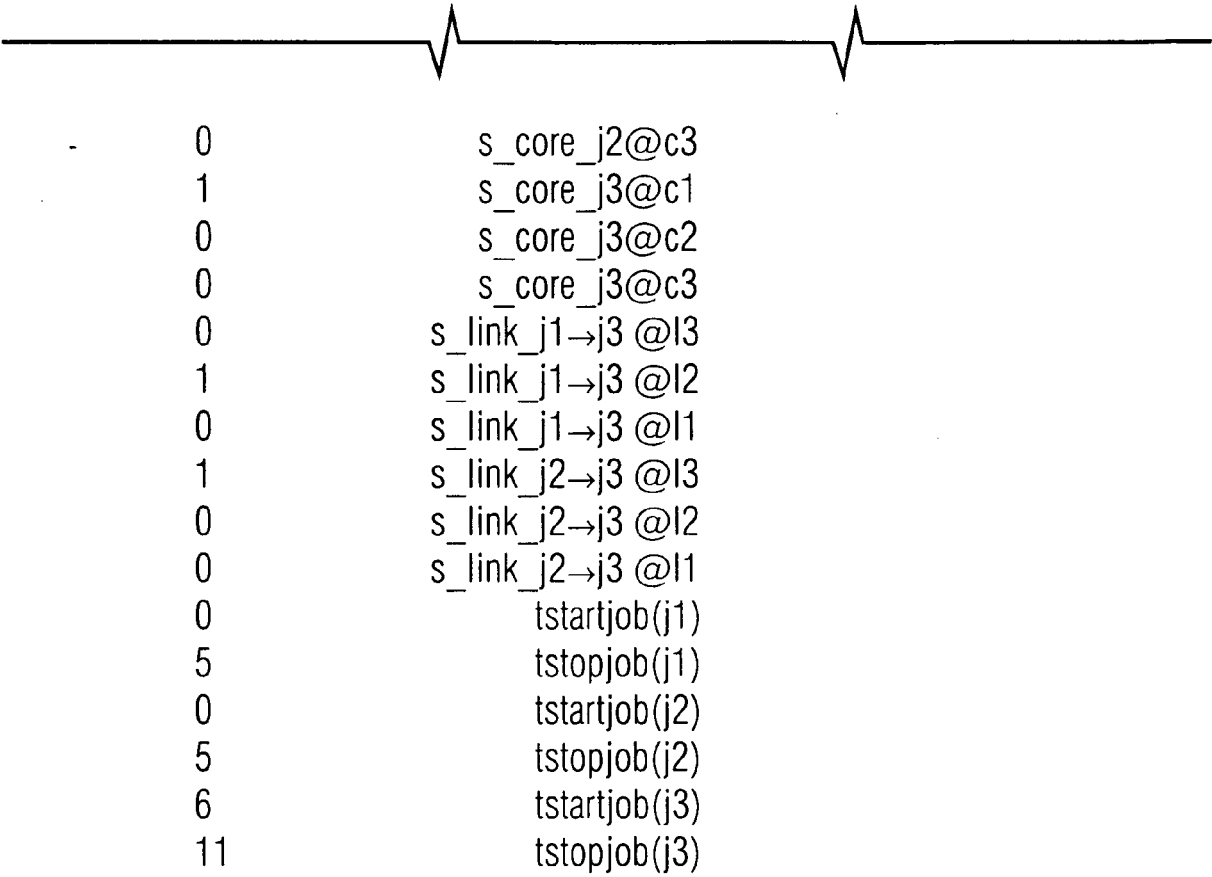 0 s_core_j2@c3
1 s_core_j3@c1
0 s_core_j3@c2
0 s_core_j3@c3
0 s_link_j1→j3 @l3
1 s_link_j1→j3 @l2
0 s_link_j1→j3 @l1
1 s_link_j2→j3 @l3
0 s_link_j2→j3 @l2
0 s_link_j2→j3 @l1
0 tstartjob(j1)
5 tstopjob(j1)
0 tstartjob(j2)
5 tstopjob(j2)
6 tstartjob(j3)
11 tstopjob(j3)